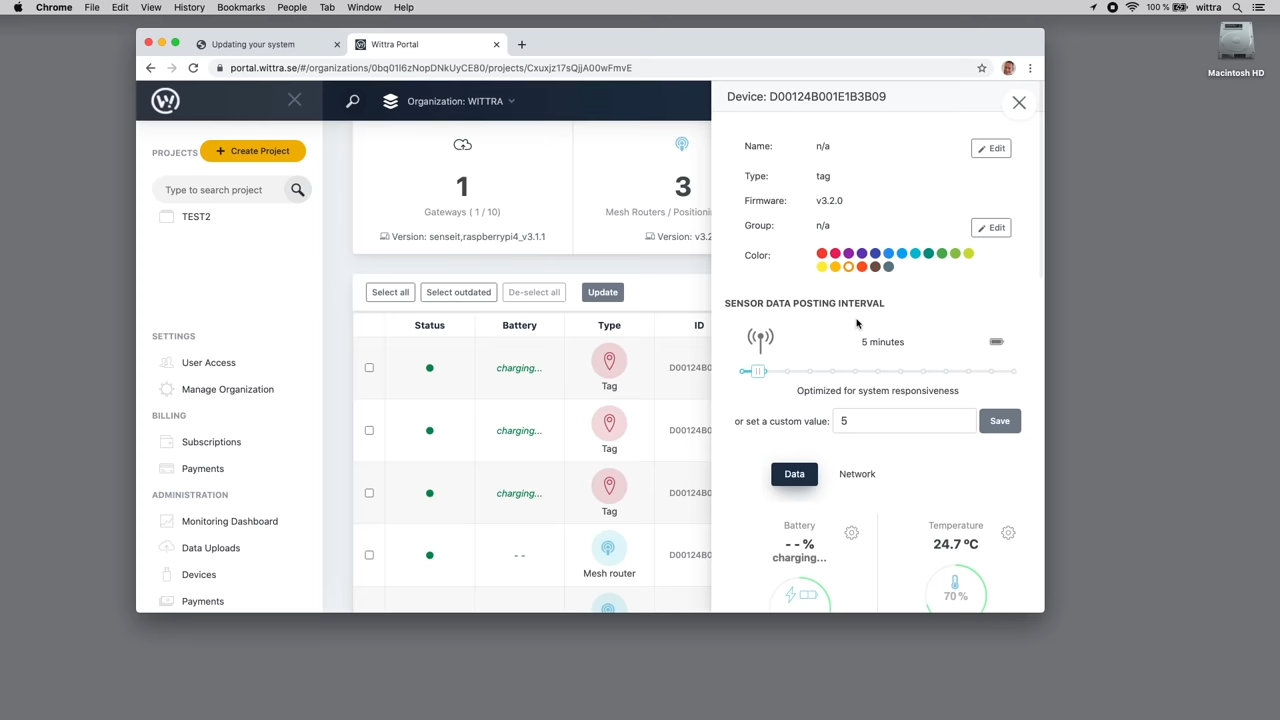 Chrome File Edit View History Bookmarks People Tab Window Help
100 % wittra
Macintosh HD
Updating your system
Wittra Portal
portal.wittra.se/#/organizations/0bq01I6zNopDNkUyCE80/projects/Cxuxjz17sQjjA00wFmvE
Organization: WITTRA
PROJECTS
+ Create Project
Type to search project
TEST2
SETTINGS
User Access
Manage Organization
BILLING
Subscriptions
Payments
ADMINISTRATION
Monitoring Dashboard
Data Uploads
Devices
Payments
1
Gateways ( 1 / 10)
Version: senseit,raspberrypi4_v3.1.1
3
Mesh Routers /
Version:
Select all Select outdated De-select all Update
Status Battery Type ID
charging... Tag D00124B0
charging... Tag D00124B0
charging... Tag D00124B0
- - Mesh router D00124B0
Device: D00124B001E1B3B09
Name: n/a Edit
Type: tag
Firmware: v3.2.0
Group: n/a Edit
Color:
SENSOR DATA POSTING INTERVAL
5 minutes
Optimized for system responsiveness
or set a custom value: 5 Save
Data Network
Battery
- - %
charging...
Temperature
24.7 ºC
70 %